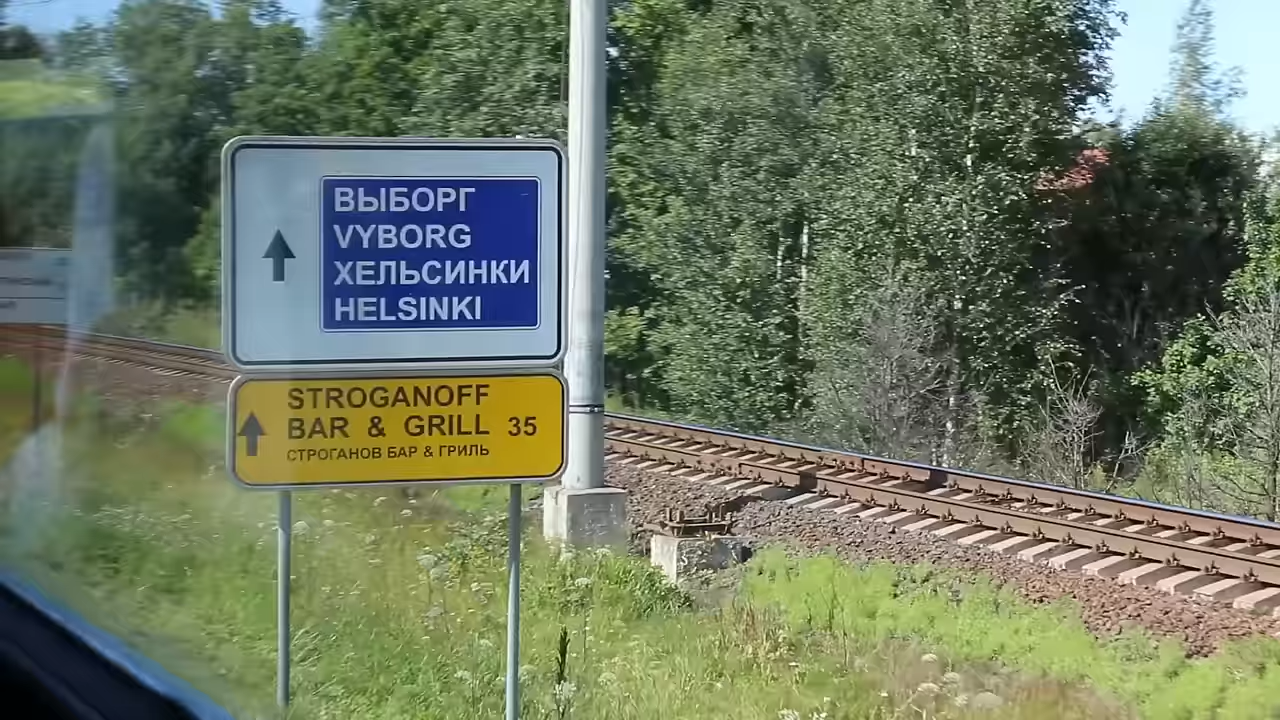 ВЫБОРГ
VYBORG
ХЕЛЬСИНКИ
HELSINKI
STROGANOFF
BAR & GRILL 35
СТРОГАНОВ БАР & ГРИЛЬ